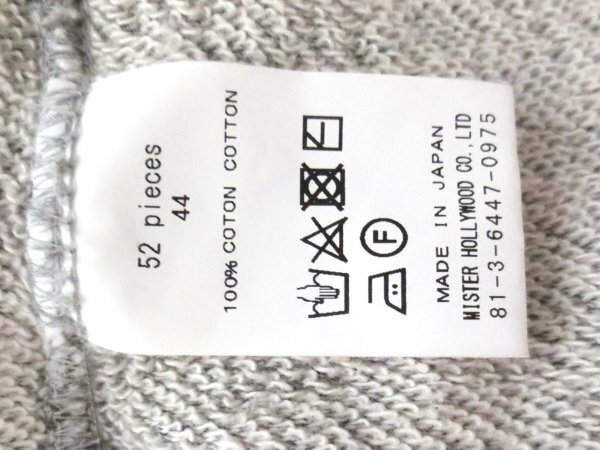 52 pieces
44
100% COTON COTTON
F
MADE IN JAPAN
MISTER HOLLYWOOD CO.,LTD
81-3-6447-0975